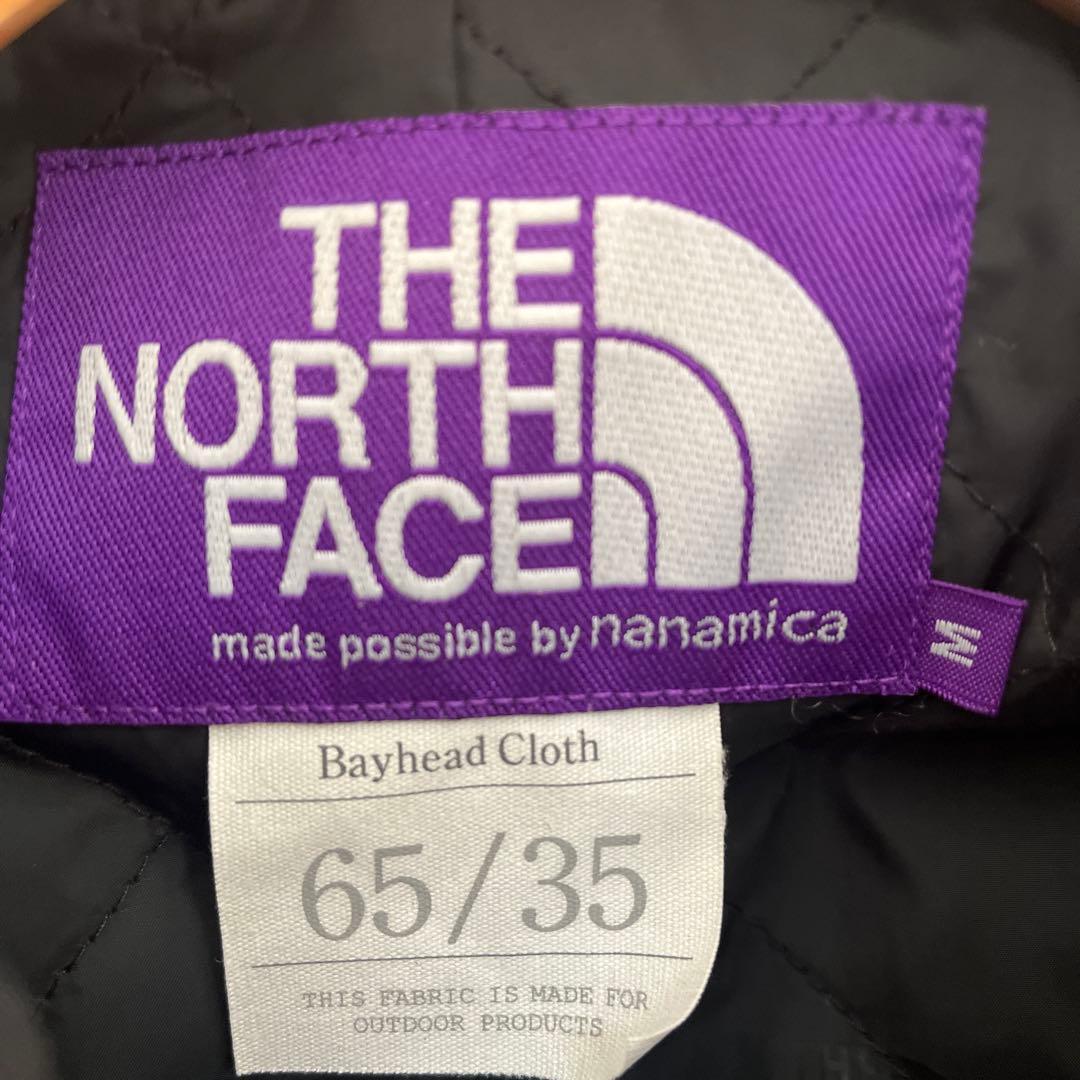 THE
NORTH
FACE
made possible by nanamica
M
Bayhead Cloth
65/35
THIS FABRIC IS MADE FOR
OUTDOOR PRODUCTS